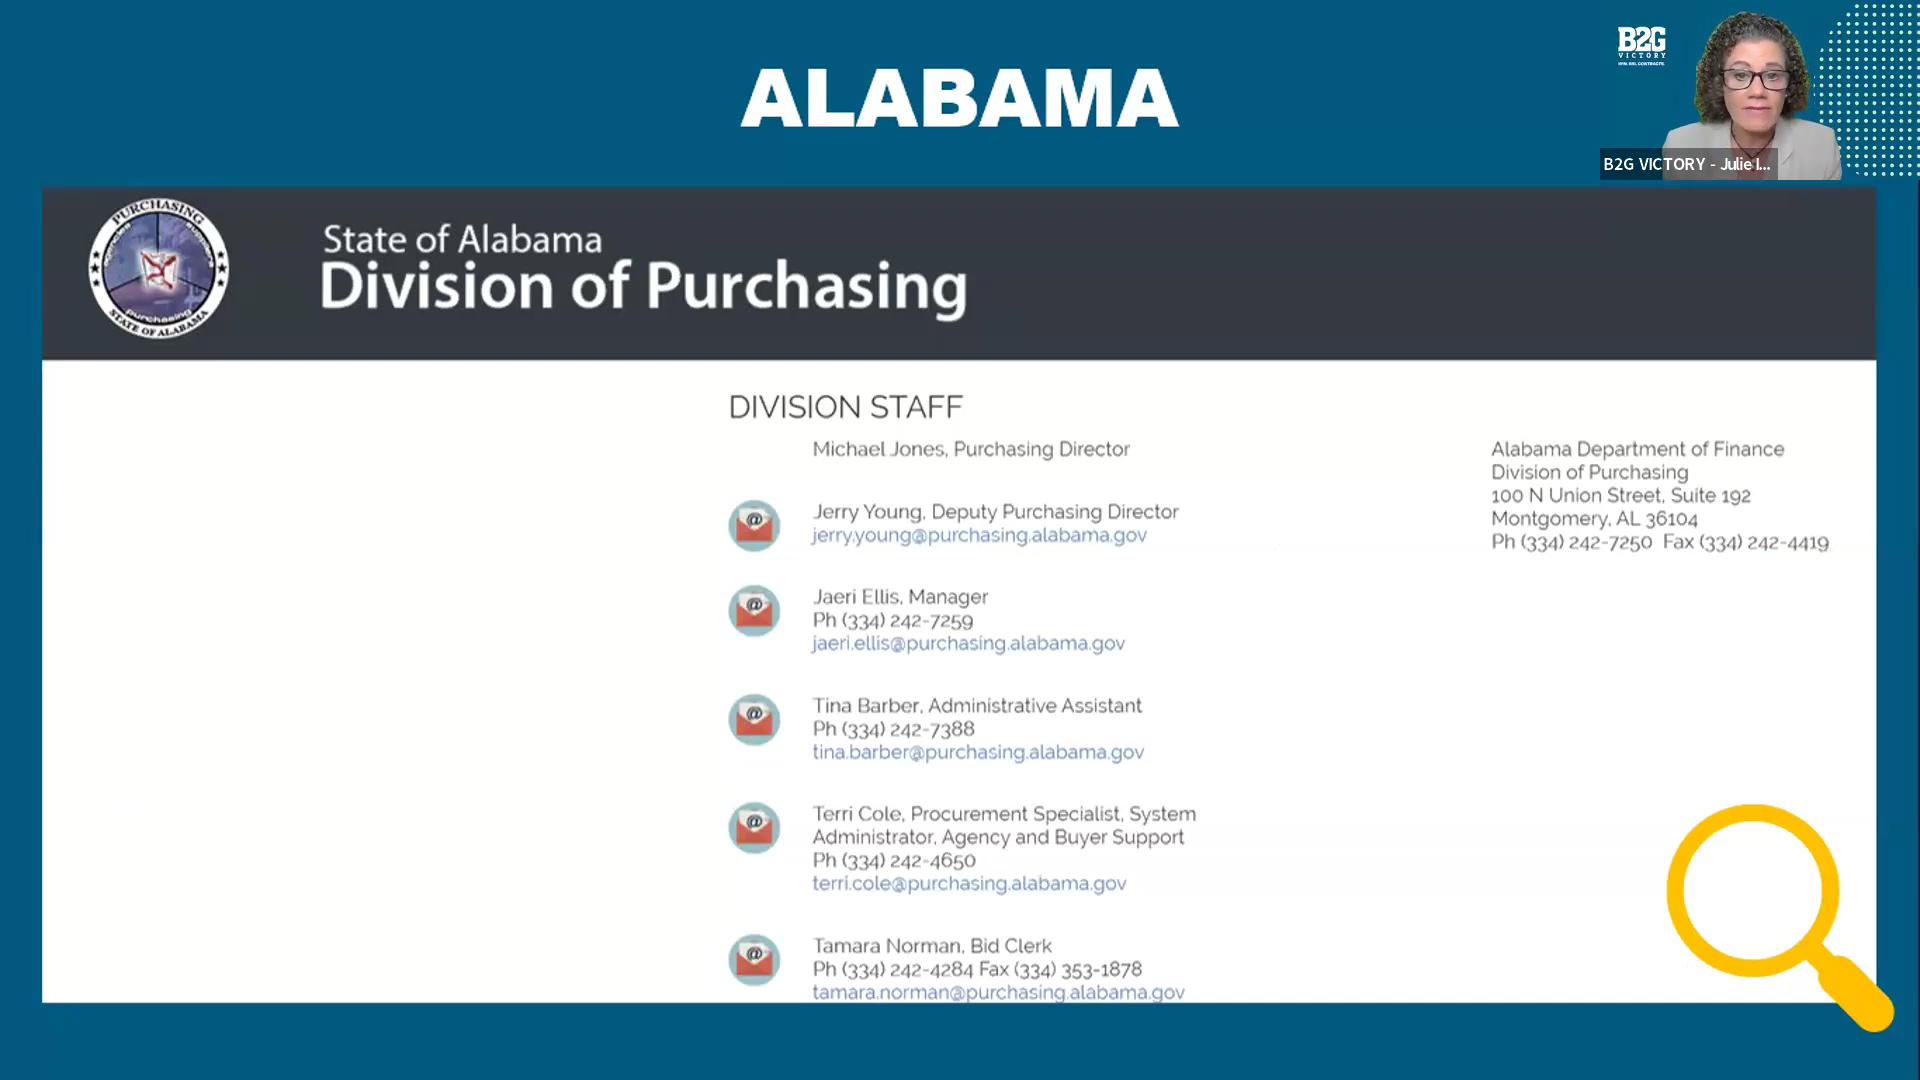 ALABAMA
B2G
VICTORY
B2G VICTORY - Julie I...
PURCHASING
purchasing
STATE OF ALABAMA
State of Alabama
Division of Purchasing
DIVISION STAFF
Michael Jones, Purchasing Director
Jerry Young, Deputy Purchasing Director
jerry.young@purchasing.alabama.gov
Jaeri Ellis, Manager
Ph (334) 242-7259
jaeri.ellis@purchasing.alabama.gov
Tina Barber, Administrative Assistant
Ph (334) 242-7388
tina.barber@purchasing.alabama.gov
Terri Cole, Procurement Specialist, System
Administrator, Agency and Buyer Support
Ph (334) 242-4650
terri.cole@purchasing.alabama.gov
Tamara Norman, Bid Clerk
Ph (334) 242-4284 Fax (334) 353-1878
tamara.norman@purchasing.alabama.gov
Alabama Department of Finance
Division of Purchasing
100 N Union Street, Suite 192
Montgomery, AL 36104
Ph (334) 242-7250 Fax (334) 242-4419